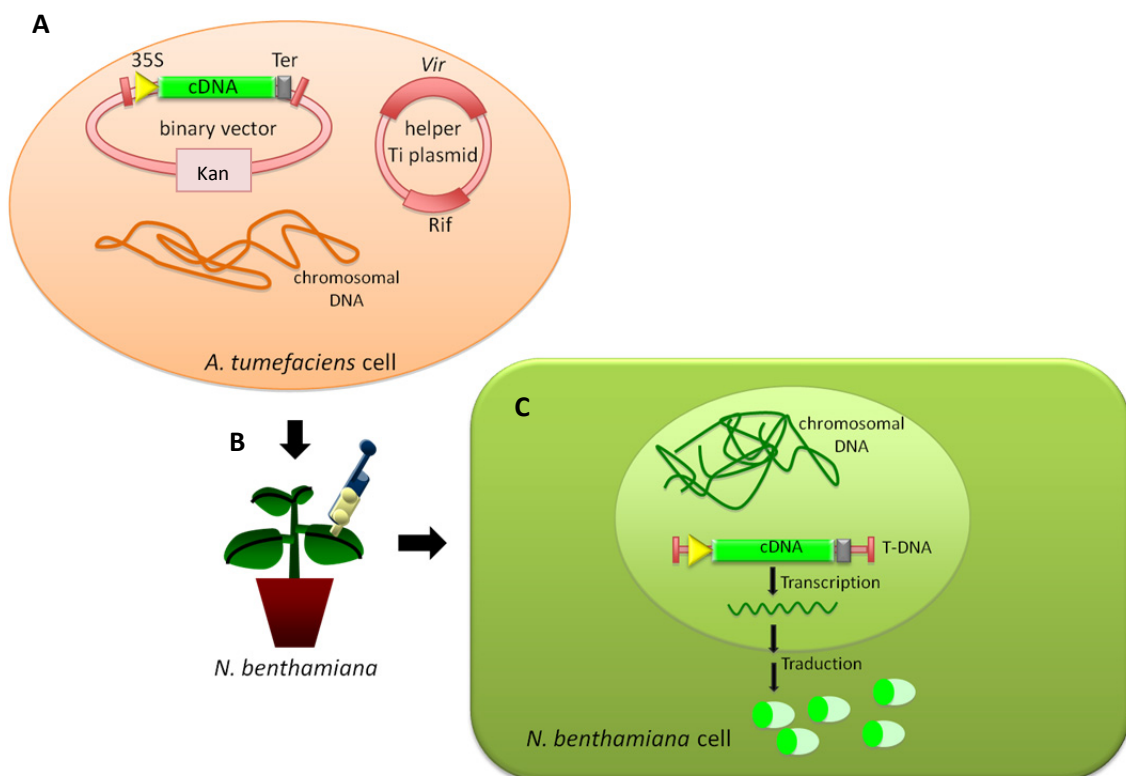 A
35S
Ter
cDNA
binary vector
Kan
Vir
helper
Ti plasmid
Rif
chromosomal
DNA
A. tumefaciens cell
B
N. benthamiana
C
chromosomal
DNA
cDNA
T-DNA
Transcription
Traduction
N. benthamiana cell